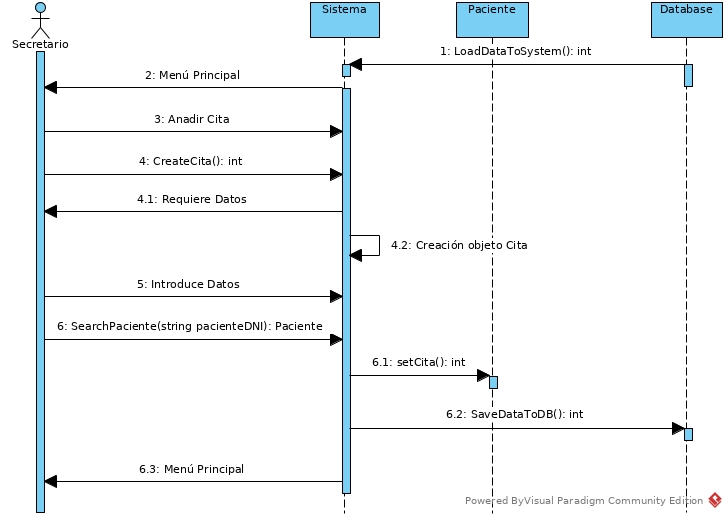 Secretario
Sistema
Paciente
Database
1: LoadDataToSystem(): int
2: Menú Principal
3: Anadir Cita
4: CreateCita(): int
4.1: Requiere Datos
4.2: Creación objeto Cita
5: Introduce Datos
6: SearchPaciente(string pacienteDNI): Paciente
6.1: setCita(): int
6.2: SaveDataToDB(): int
6.3: Menú Principal
Powered ByVisual Paradigm Community Edition